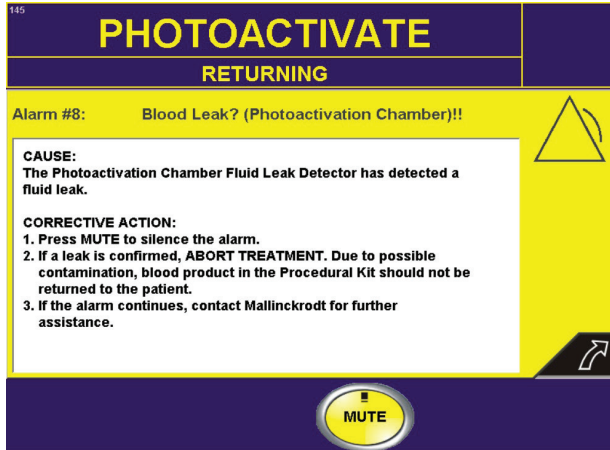 145
PHOTOACTIVATE
RETURNING
Alarm #8: Blood Leak? (Photoactivation Chamber)!!
CAUSE:
The Photoactivation Chamber Fluid Leak Detector has detected a
fluid leak.
CORRECTIVE ACTION:
1. Press MUTE to silence the alarm.
2. If a leak is confirmed, ABORT TREATMENT. Due to possible
contamination, blood product in the Procedural Kit should not be
returned to the patient.
3. If the alarm continues, contact Mallinckrodt for further
assistance.
MUTE